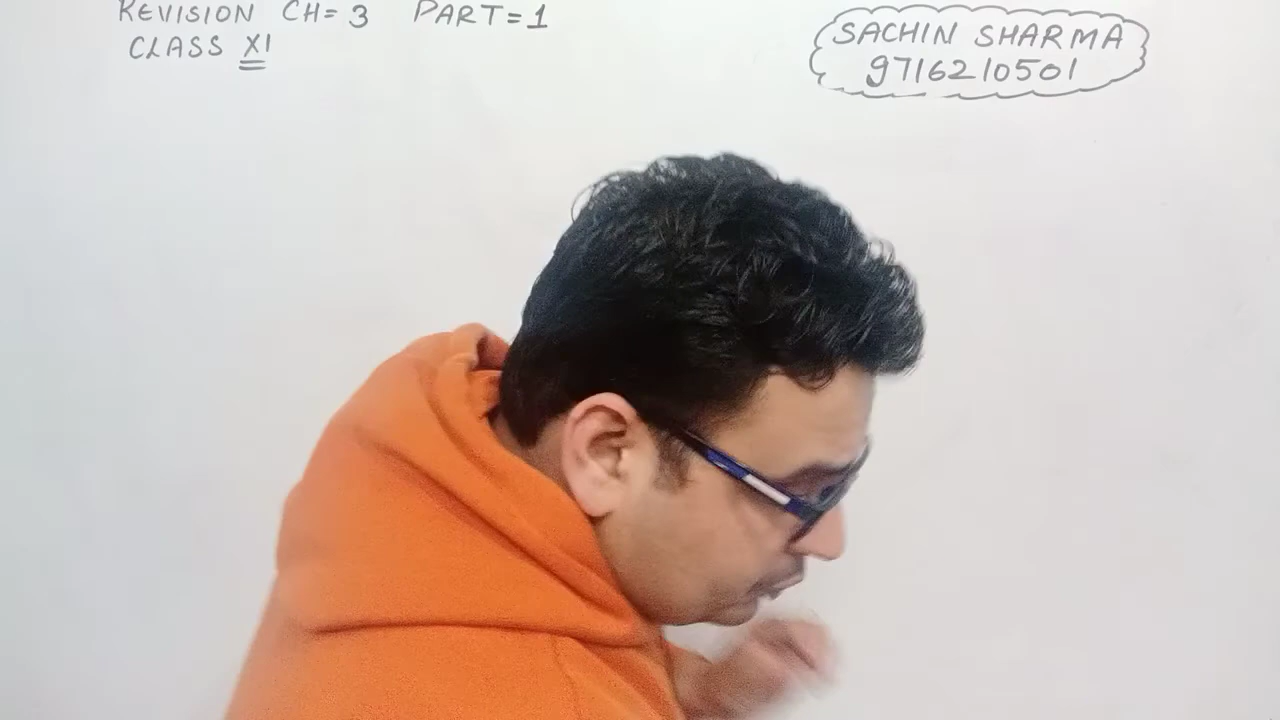 REVISION CH= 3 PART=1
CLASS XI
SACHIN SHARMA
9716210501